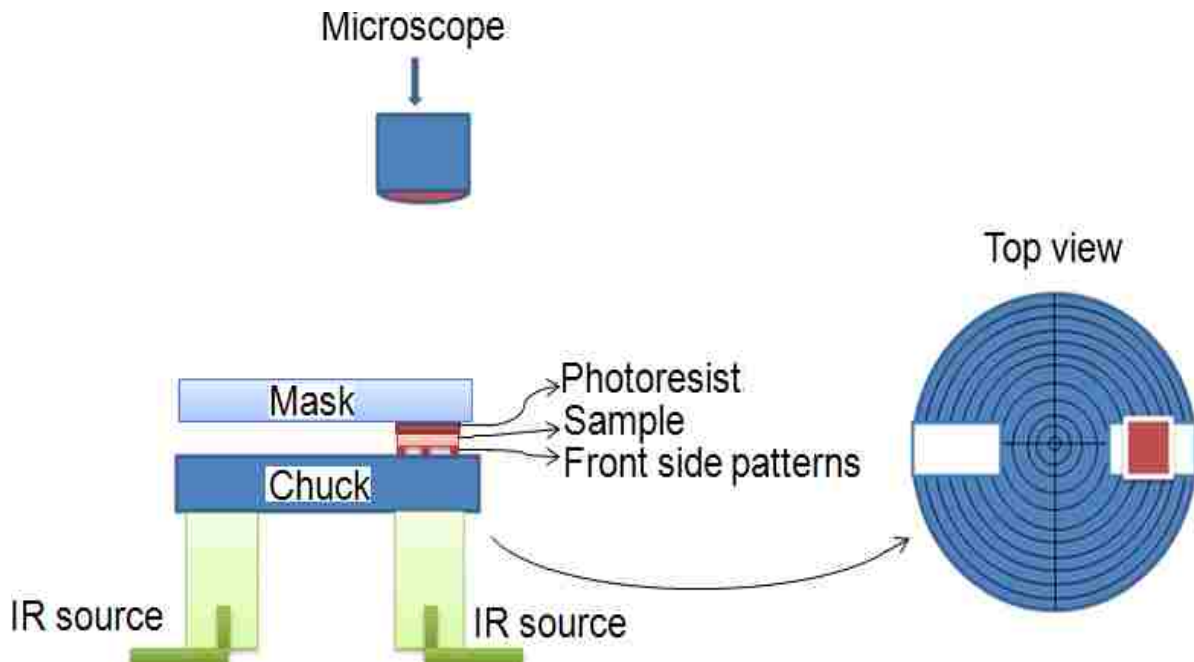 Microscope
Top view
Photoresist
Mask
Sample
Front side patterns
Chuck
IR source
IR source